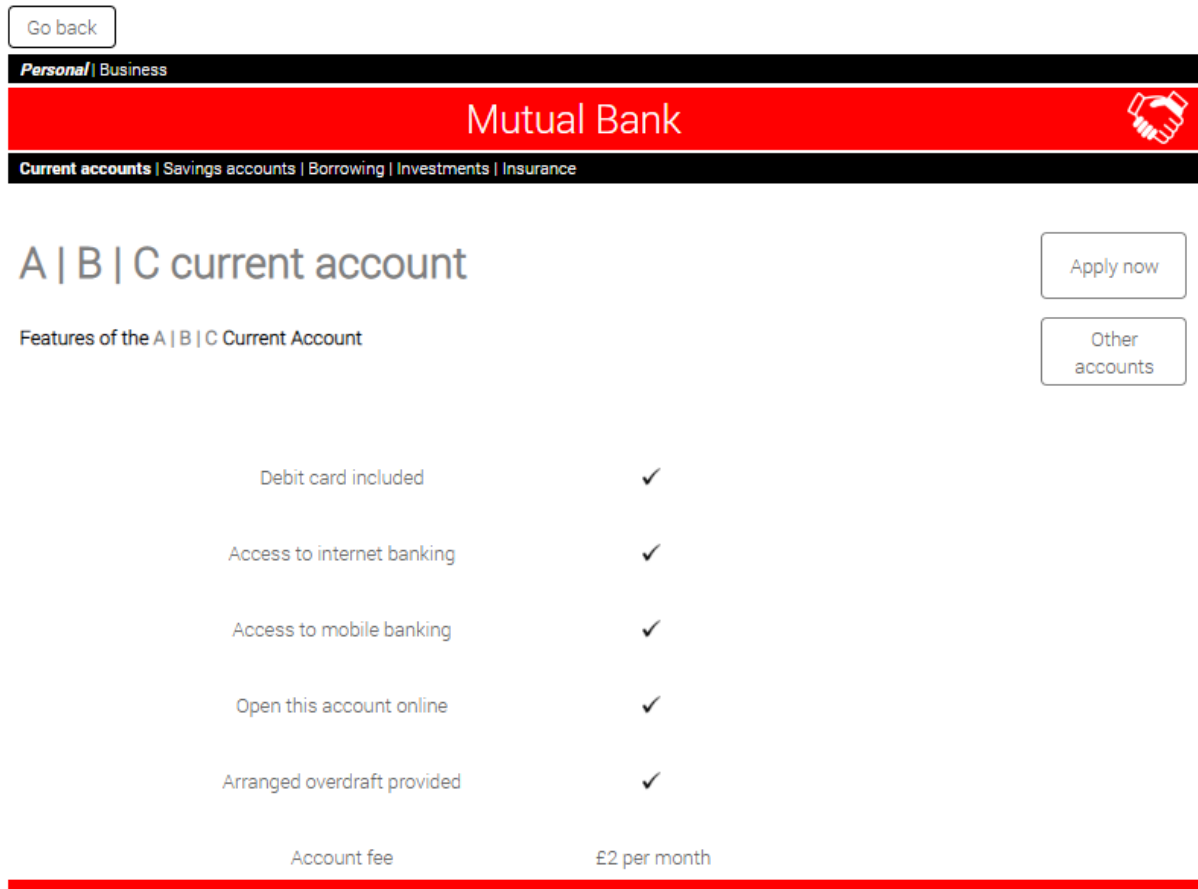 Go back
Personal | Business
Mutual Bank
Current accounts | Savings accounts | Borrowing | Investments | Insurance
A | B | C current account
Apply now
Features of the A | B | C Current Account
Other
accounts
Debit card included ✓
Access to internet banking ✓
Access to mobile banking ✓
Open this account online ✓
Arranged overdraft provided ✓
Account fee £2 per month